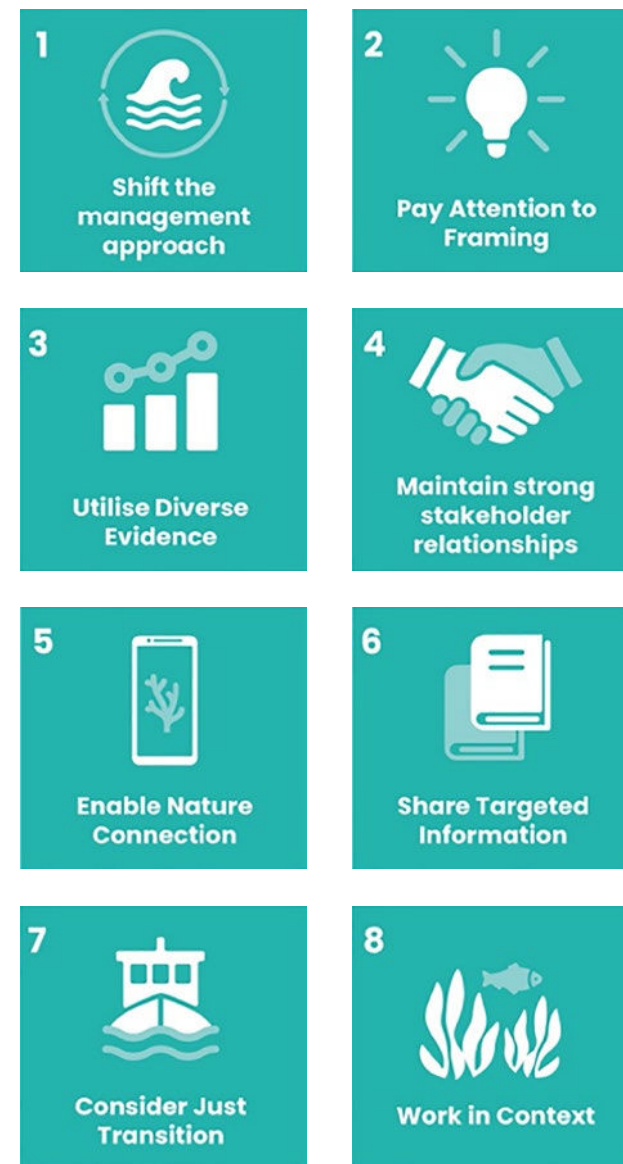 1
Shift the
management
approach
2
Pay Attention to
Framing
3
Utilise Diverse
Evidence
4
Maintain strong
stakeholder
relationships
5
Enable Nature
Connection
6
Share Targeted
Information
7
Consider Just
Transition
8
Work in Context